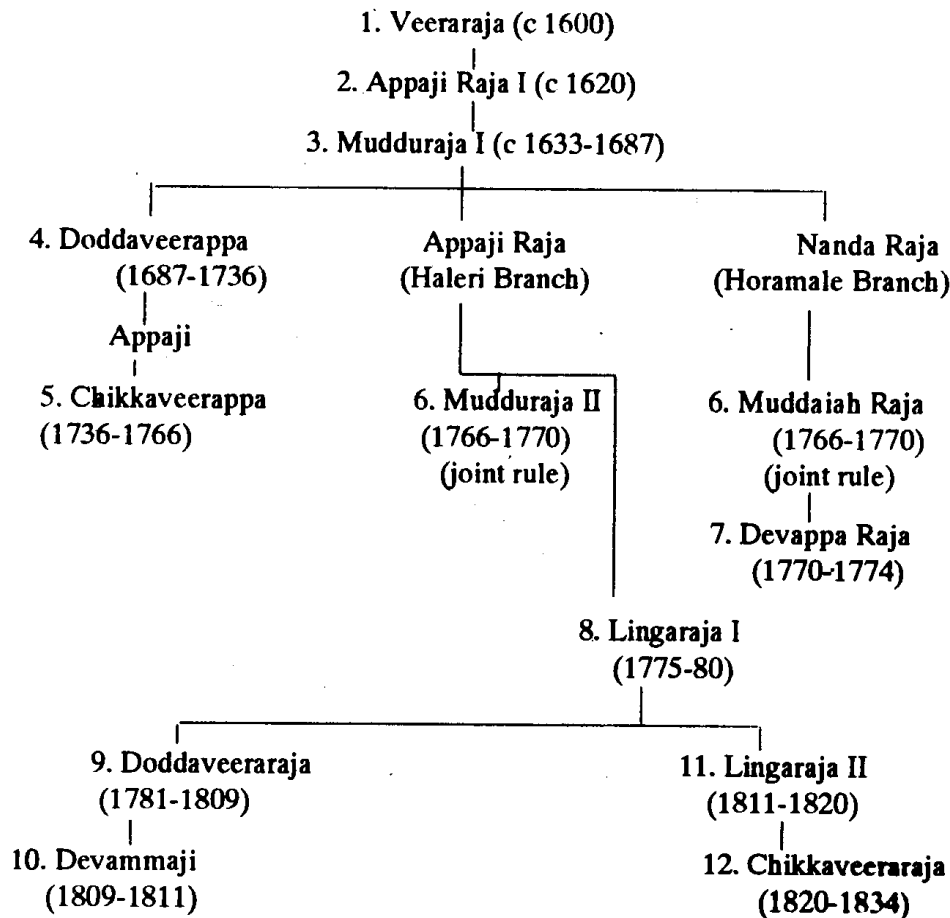 1. Veeraraja (c 1600)
2. Appaji Raja I (c 1620)
3. Mudduraja I (c 1633-1687)
4. Doddaveerappa
(1687-1736)
Appaji Raja
(Haleri Branch)
Nanda Raja
(Horamale Branch)
Appaji
5. Chikkaveerappa
(1736-1766)
6. Mudduraja II
(1766-1770)
(joint rule)
6. Muddaiah Raja
(1766-1770)
(joint rule)
7. Devappa Raja
(1770-1774)
8. Lingaraja I
(1775-80)
9. Doddaveeraraja
(1781-1809)
11. Lingaraja II
(1811-1820)
10. Devammaji
(1809-1811)
12. Chikkaveeraraja
(1820-1834)